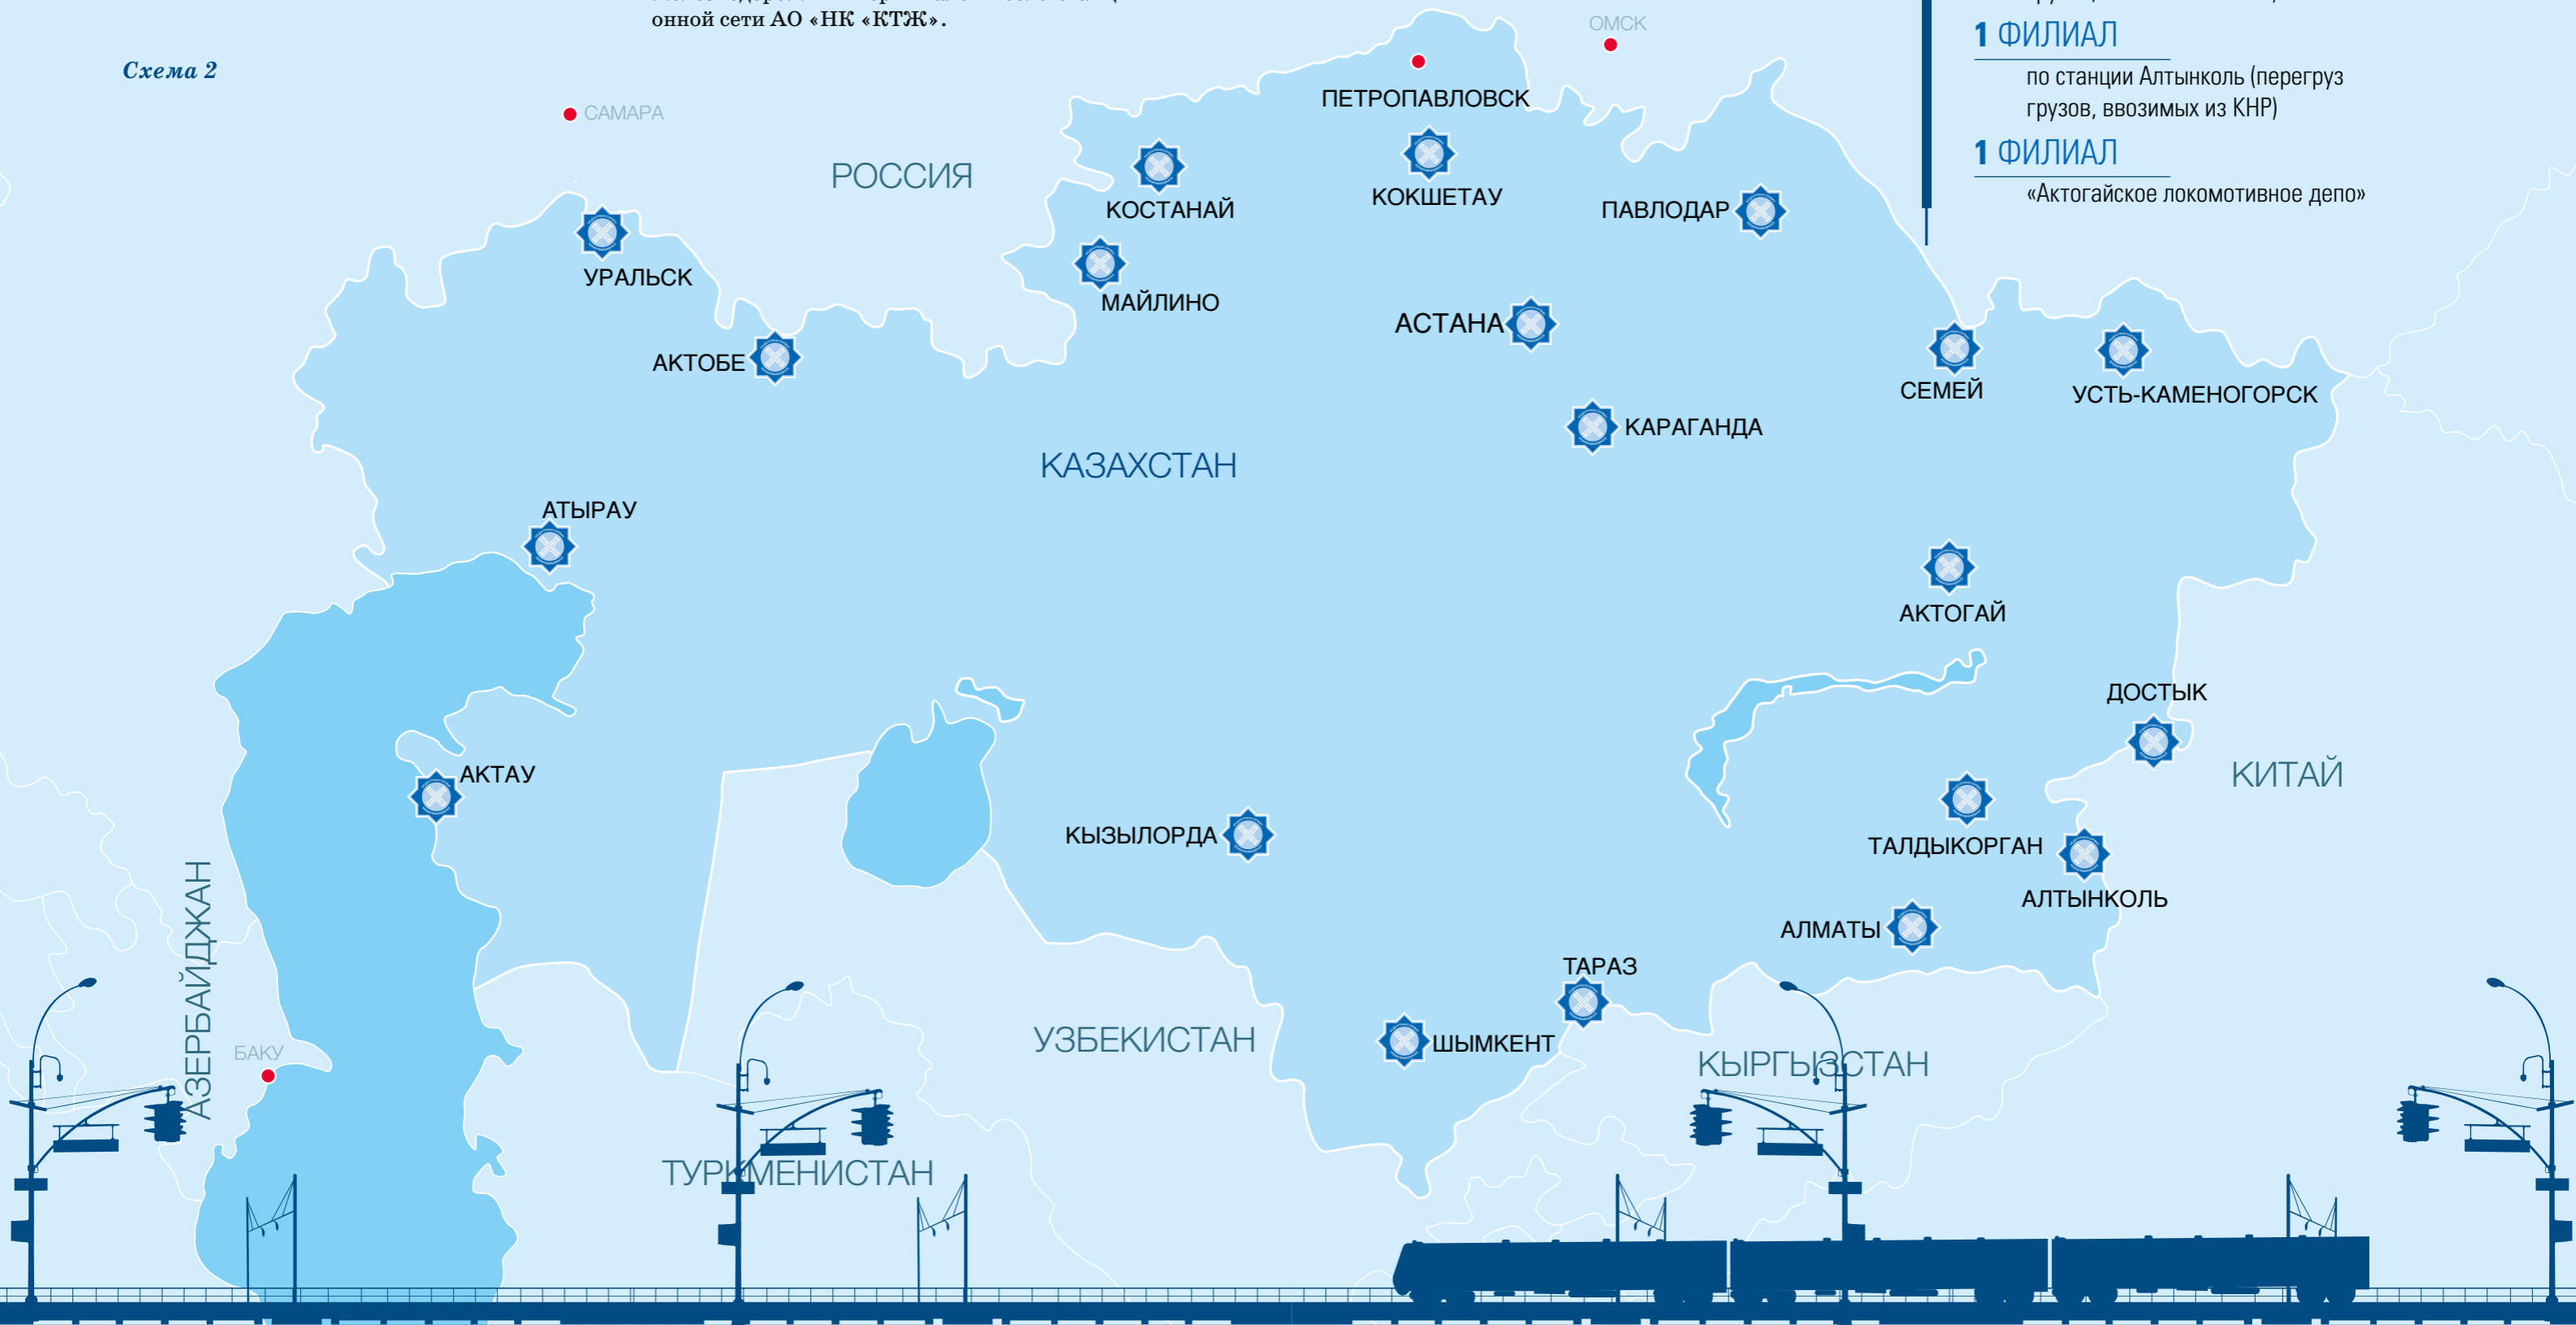 онной сети АО «НК «КТЖ».
Схема 2
1 ФИЛИАЛ
по станции Алтынколь (перегруз
грузов, ввозимых из КНР)
1 ФИЛИАЛ
«Актогайское локомотивное депо»
ОМСК
САМАРА
ПЕТРОПАВЛОВСК
РОССИЯ
КОСТАНАЙ
КОКШЕТАУ
ПАВЛОДАР
УРАЛЬСК
МАЙЛИНО
АСТАНА
АКТОБЕ
СЕМЕЙ
УСТЬ-КАМЕНОГОРСК
КАРАГАНДА
КАЗАХСТАН
АТЫРАУ
АКТОГАЙ
ДОСТЫК
АКТАУ
КИТАЙ
КЫЗЫЛОРДА
ТАЛДЫКОРГАН
АЛТЫНКОЛЬ
АЛМАТЫ
АЗЕРБАЙДЖАН
ТАРАЗ
УЗБЕКИСТАН
ШЫМКЕНТ
БАКУ
КЫРГЫЗСТАН
ТУРКМЕНИСТАН